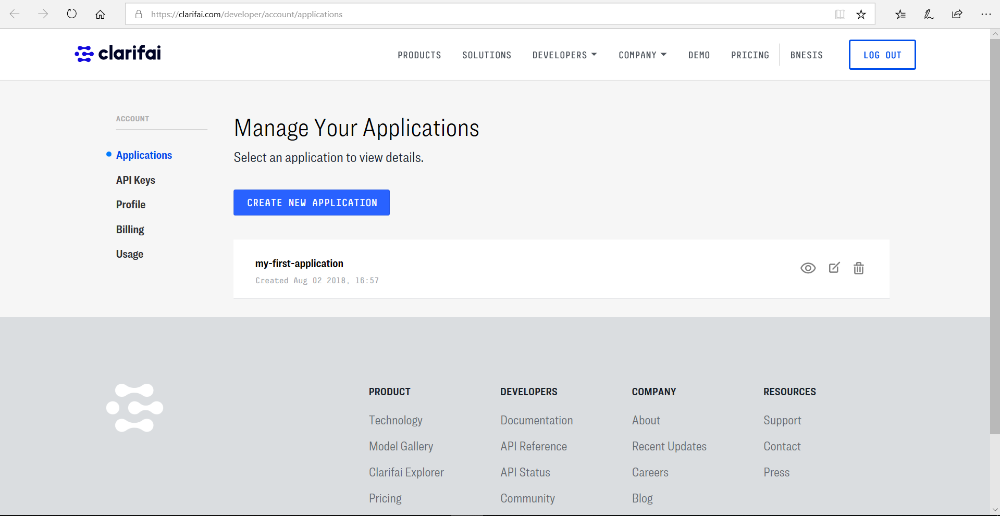 https://clarifai.com/developer/account/applications
clarifai
PRODUCTS SOLUTIONS DEVELOPERS COMPANY DEMO PRICING BNESIS LOG OUT
ACCOUNT
Applications
API Keys
Profile
Billing
Usage
Manage Your Applications
Select an application to view details.
CREATE NEW APPLICATION
my-first-application
Created Aug 02 2018, 16:57
PRODUCT
Technology
Model Gallery
Clarifai Explorer
Pricing
DEVELOPERS
Documentation
API Reference
API Status
Community
COMPANY
About
Recent Updates
Careers
Blog
RESOURCES
Support
Contact
Press